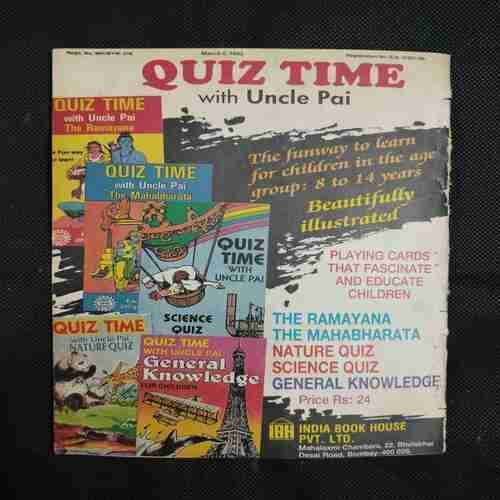 QUIZ TIME
with Uncle Pai
QUIZ TIME
with Uncle Pai
The Ramayana
QUIZ TIME
with Uncle Pai
The Mahabharata
QUIZ
TIME
WITH
UNCLE PAI
SCIENCE
QUIZ
QUIZ TIME
with Uncle Pai
NATURE QUIZ
QUIZ TIME
WITH UNCLE PAI
General
Knowledge
FOR CHILDREN
The funway to learn
for children in the age
group: 8 to 14 years
Beautifully
illustrated
PLAYING CARDS
THAT FASCINATE
AND EDUCATE
CHILDREN
THE RAMAYANA
THE MAHABHARATA
NATURE QUIZ
SCIENCE QUIZ
GENERAL KNOWLEDGE
Price Rs: 24
IBH
INDIA BOOK HOUSE
PVT. LTD.
Mahalaxmi Chambers, 22, Bhulabhai
Desai Road, Bombay-400 026.